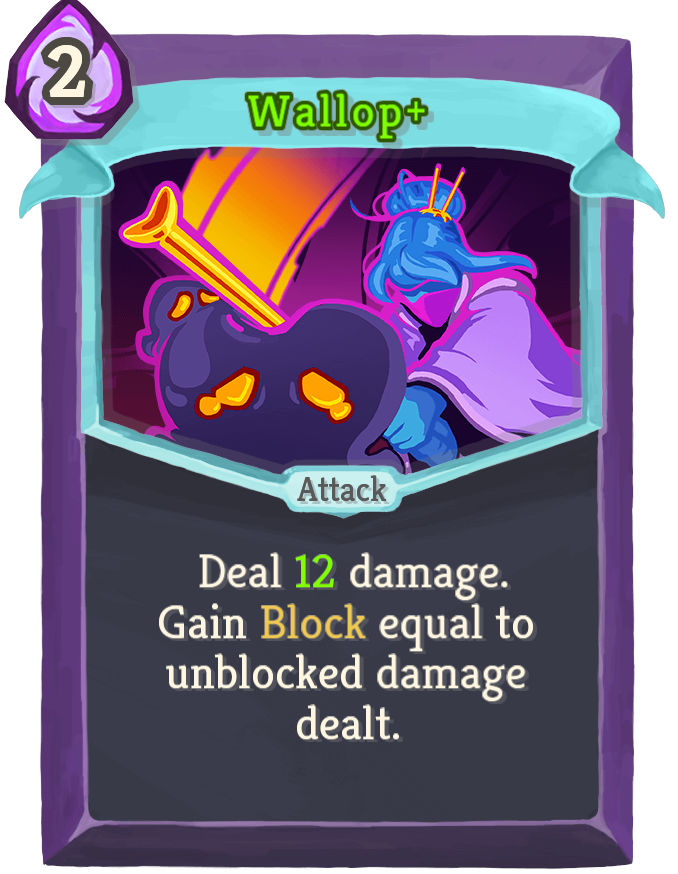 2
Wallop+
Attack
Deal 12 damage.
Gain Block equal to
unblocked damage
dealt.